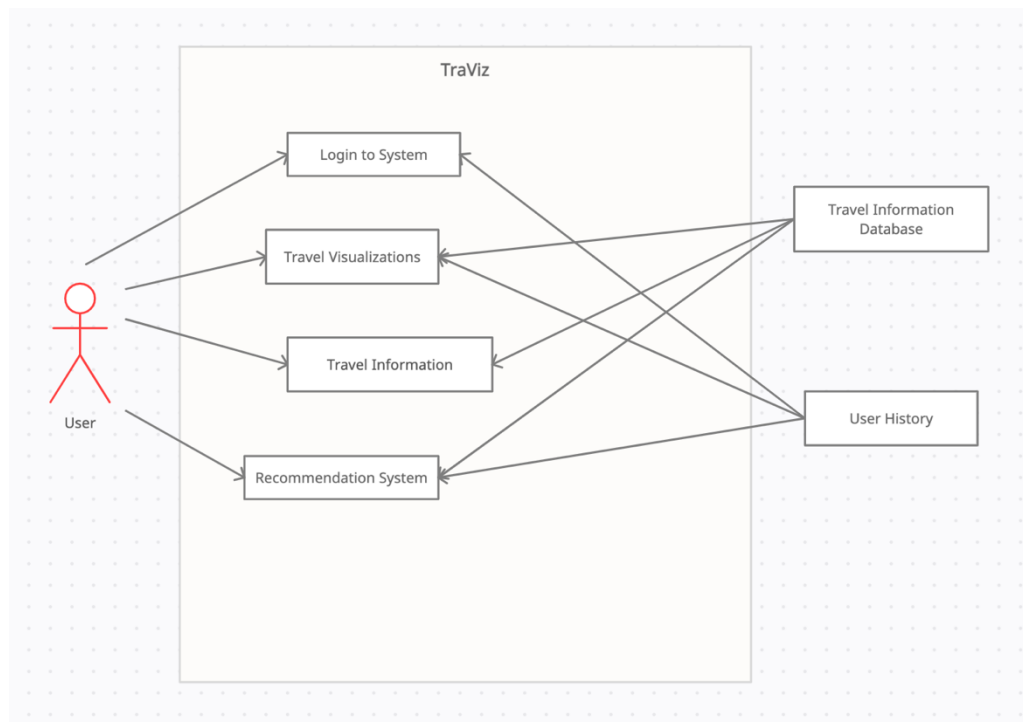 TraViz
Login to System
Travel Visualizations
Travel Information
Recommendation System
User
Travel Information
Database
User History